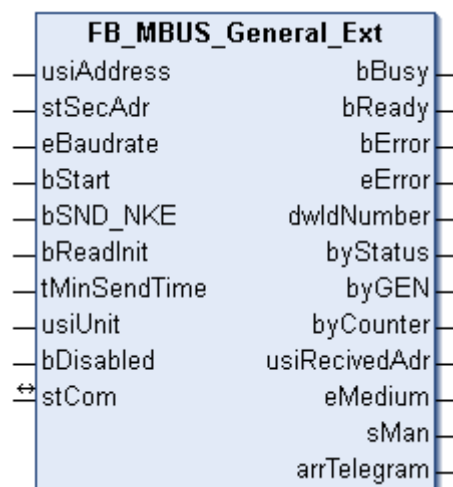 FB_MBUS_General_Ext
usiAddress bBusy
stSecAdr bReady
eBaudrate bError
bStart eError
bSND_NKE dwIdNumber
bReadInit byStatus
tMinSendTime byGEN
usiUnit byCounter
bDisabled usiRecivedAdr
stCom eMedium
sMan
arrTelegram